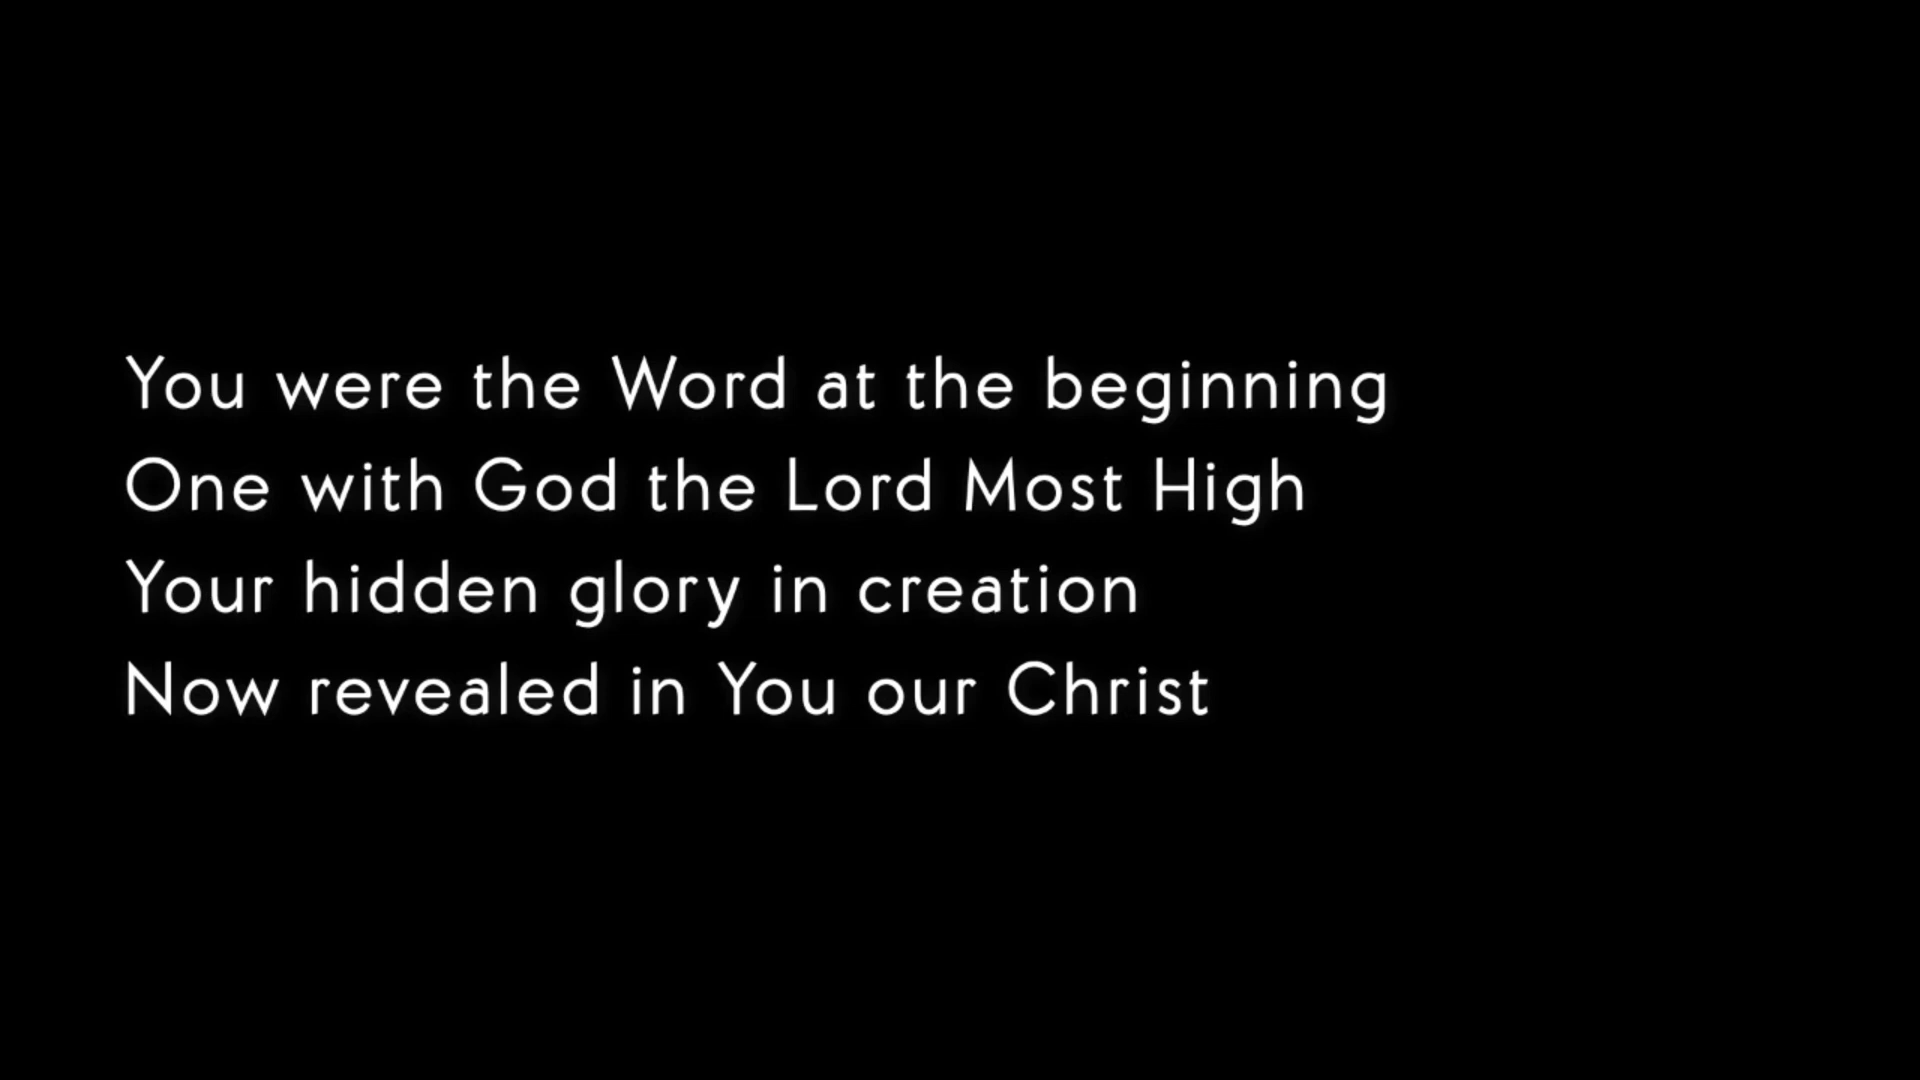 You were the Word at the beginning
One with God the Lord Most High
Your hidden glory in creation
Now revealed in You our Christ